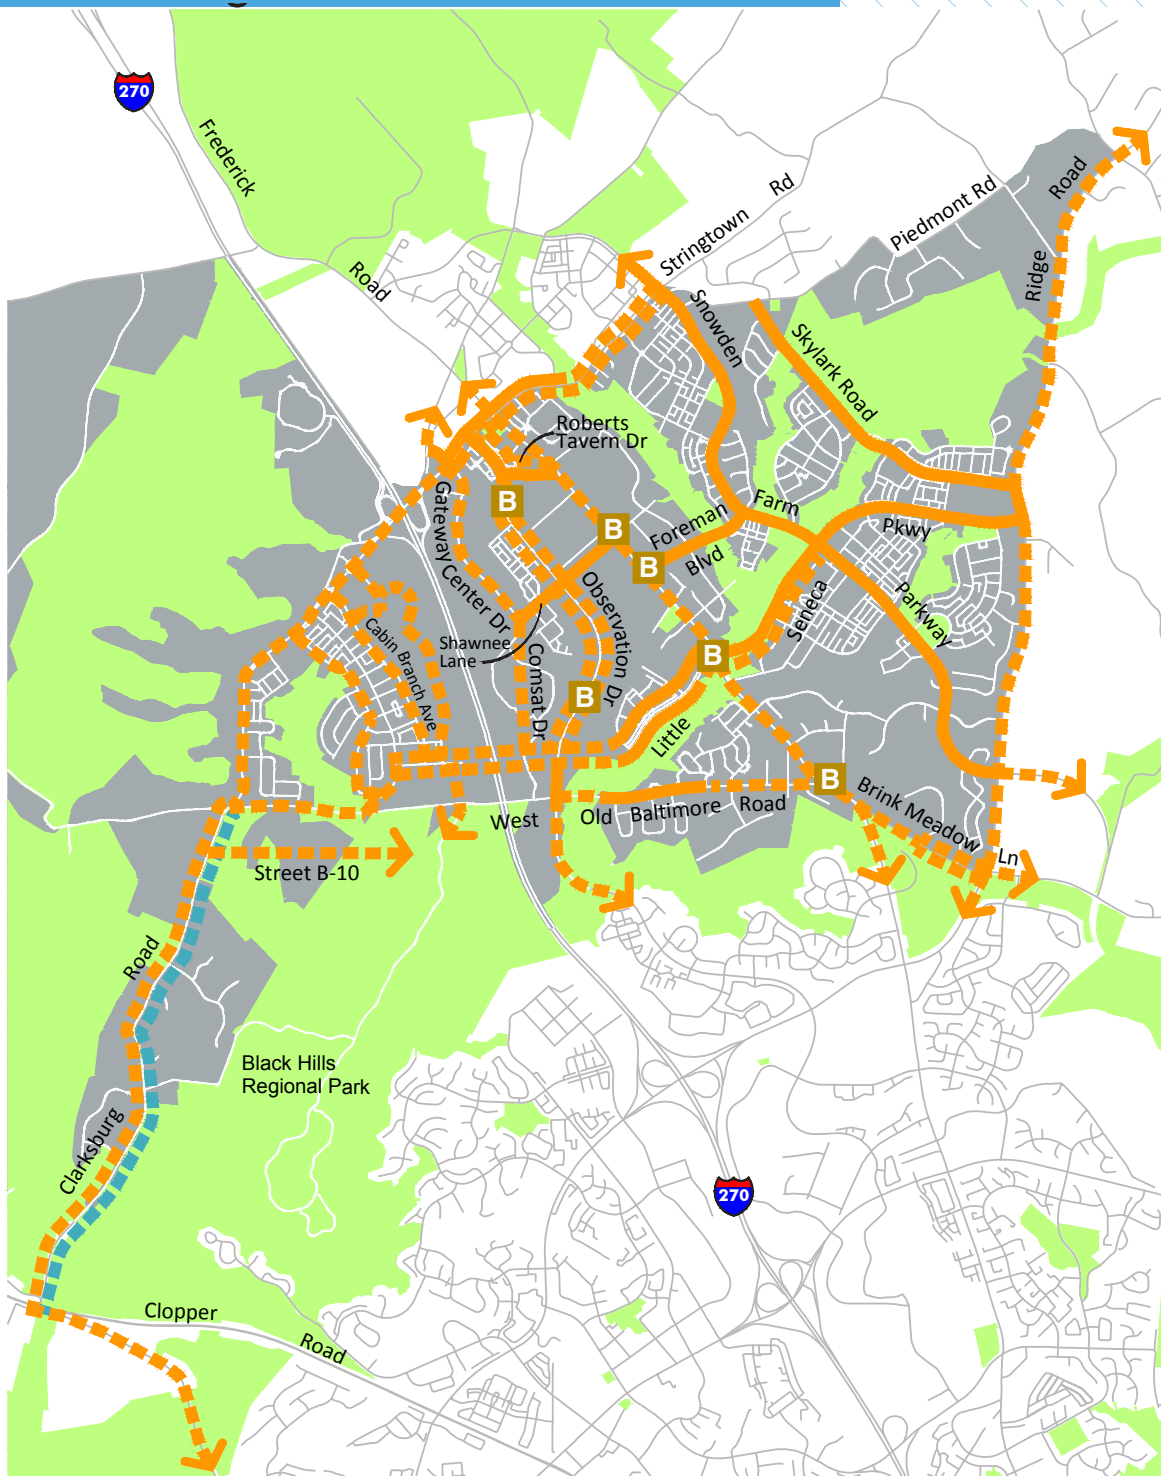 270
Frederick
Road
Stringtown
Rd
Piedmont Rd
Ridge
Road
Snowden
Skylark Road
Roberts
Tavern Dr
B
B
B
Foreman
Blvd
Farm
Pkwy
Parkway
Seneca
Gateway
Center Dr
Observation Dr
Shawnee
Lane
Comsat Dr
Cabin Branch Ave
B
B
Little
B
West
Old
Baltimore
Road
Brink Meadow
Ln
Street B-10
Road
Clarksburg
Black Hills
Regional Park
270
Clopper
Road